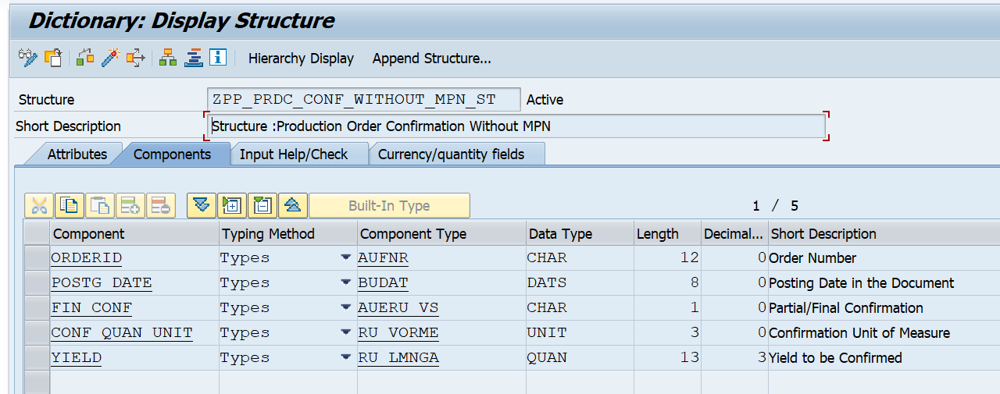 Dictionary: Display Structure
Hierarchy Display Append Structure...
Structure ZPP_PRDC_CONF_WITHOUT_MPN_ST Active
Short Description Structure :Production Order Confirmation Without MPN
Attributes Components Input Help/Check Currency/quantity fields
Built-In Type 1 / 5
Component Typing Method Component Type Data Type Length Decimal... Short Description
ORDERID Types AUFNR CHAR 12 0 Order Number
POSTG_DATE Types BUDAT DATS 8 0 Posting Date in the Document
FIN_CONF Types AUERU_VS CHAR 1 0 Partial/Final Confirmation
CONF_QUAN_UNIT Types RU_VORME UNIT 3 0 Confirmation Unit of Measure
YIELD Types RU_LMNGA QUAN 13 3 Yield to be Confirmed